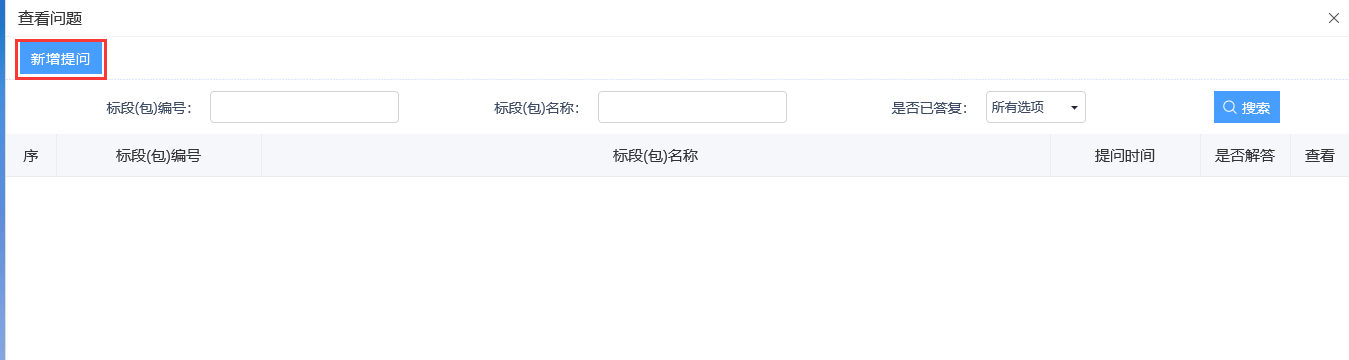 查看问题
新增提问
标段(包)编号: 标段(包)名称: 是否已答复: 所有选项 搜索
序 标段(包)编号 标段(包)名称 提问时间 是否解答 查看